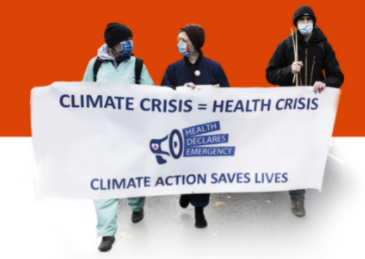 CLIMATE CRISIS = HEALTH CRISIS
HEALTH
DECLARES
EMERGENCY
CLIMATE ACTION SAVES LIVES